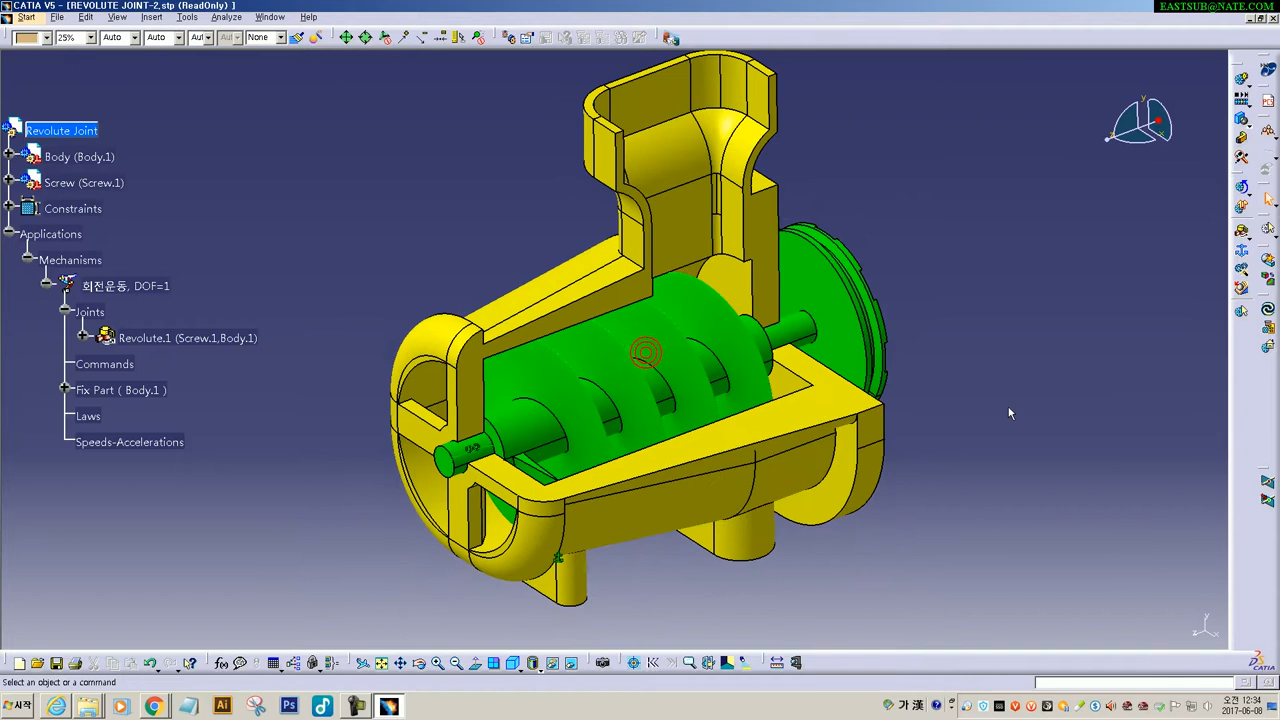 CATIA V5 - [REVOLUTE JOINT-2.stp (ReadOnly)]
EASTSUB@NATE.COM
Start File Edit View Insert Tools Analyze Window Help
25% Auto Auto Aut Aut None
Revolute Joint
Body (Body.1)
Screw (Screw.1)
Constraints
Applications
Mechanisms
회전운동, DOF=1
Joints
Revolute.1 (Screw.1,Body.1)
Commands
Fix Part ( Body.1 )
Laws
Speeds-Accelerations
Select an object or a command
시작
가 漢
오전 12:34
2017-06-08